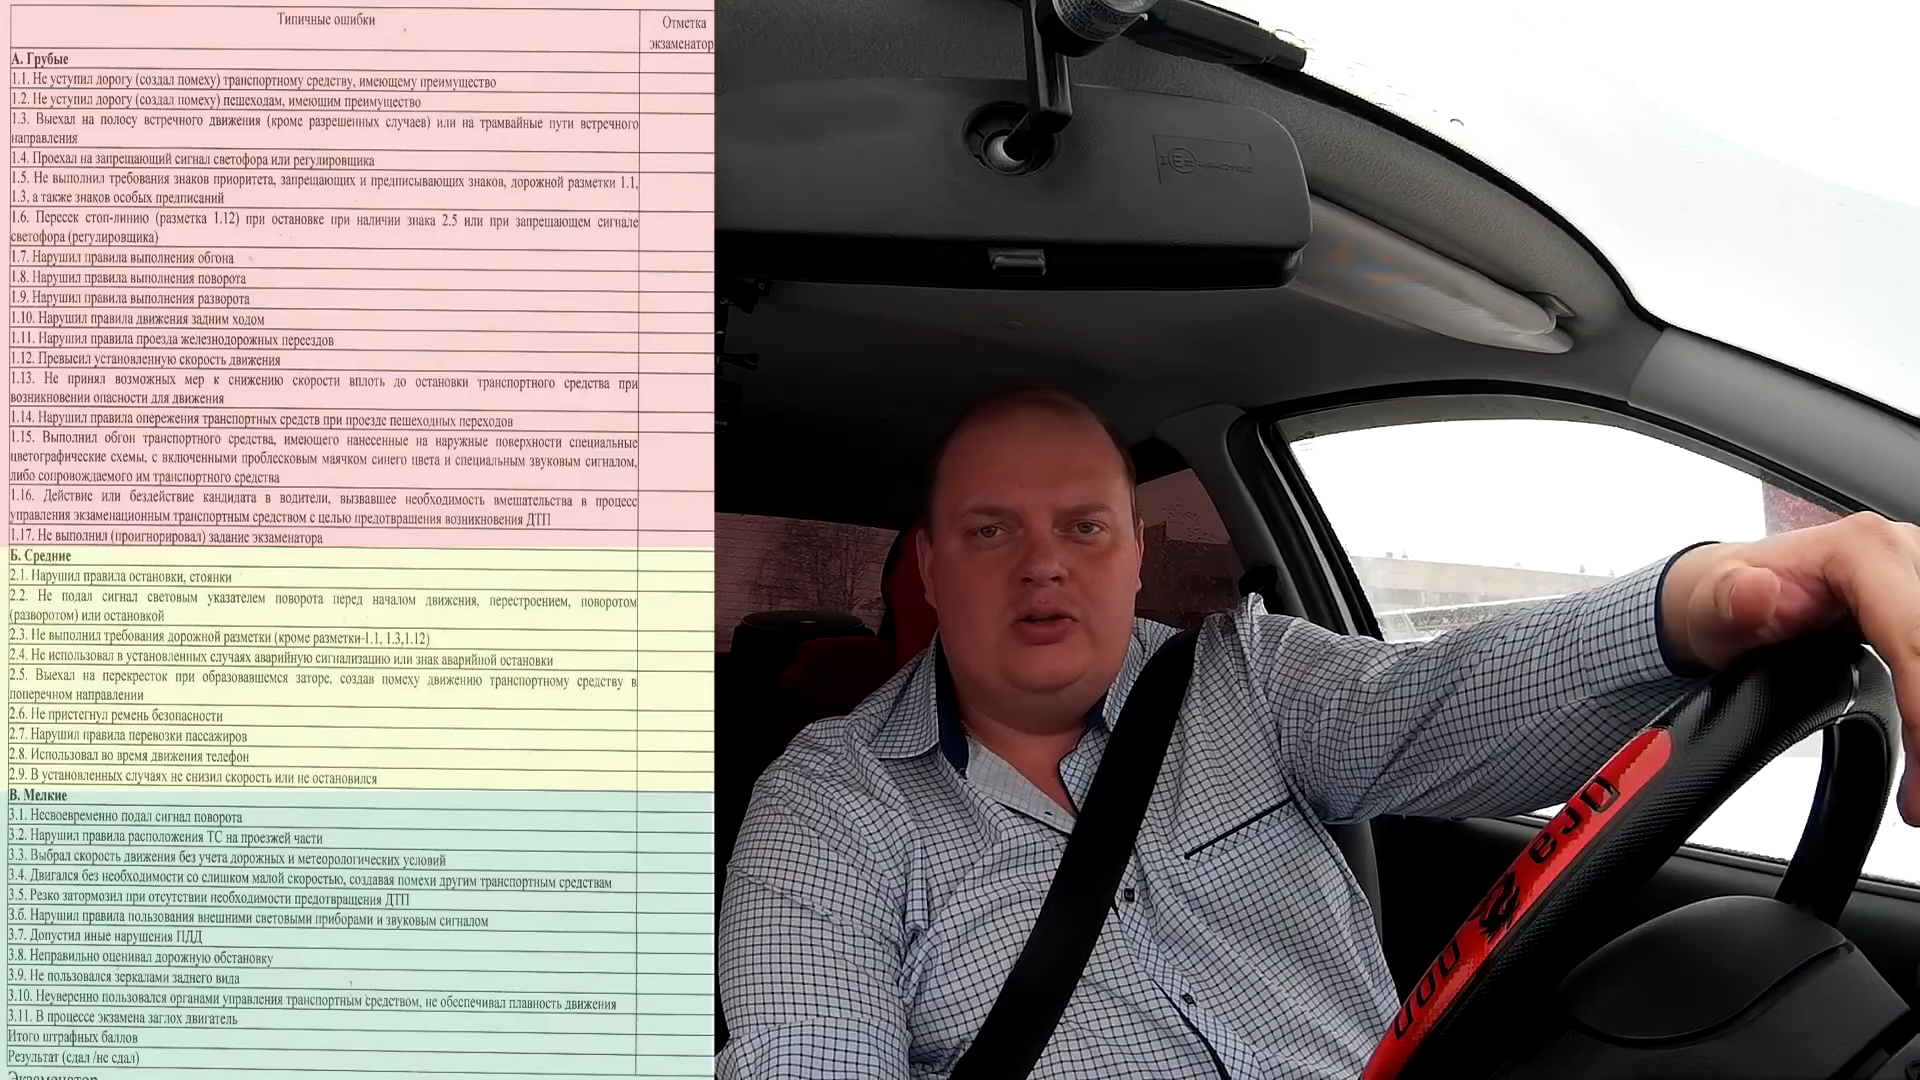 Типичные ошибки
Отметка
экзаменатор
А. Грубые
1.1. Не уступил дорогу (создал помеху) транспортному средству, имеющему преимущество
1.2. Не уступил дорогу (создал помеху) пешеходам, имеющим преимущество
1.3. Выехал на полосу встречного движения (кроме разрешенных случаев) или на трамвайные пути встречного
направления
1.4. Проехал на запрещающий сигнал светофора или регулировщика
1.5. Не выполнил требования знаков приоритета, запрещающих и предписывающих знаков, дорожной разметки 1.1,
1.3, а также знаков особых предписаний
1.6. Пересек стоп-линию (разметка 1.12) при остановке при наличии знака 2.5 или при запрещающем сигнале
светофора (регулировщика)
1.7. Нарушил правила выполнения обгона
1.8. Нарушил правила выполнения поворота
1.9. Нарушил правила выполнения разворота
1.10. Нарушил правила движения задним ходом
1.11. Нарушил правила проезда железнодорожных переездов
1.12. Превысил установленную скорость движения
1.13. Не принял возможных мер к снижению скорости вплоть до остановки транспортного средства при
возникновении опасности для движения
1.14. Нарушил правила опережения транспортных средств при проезде пешеходных переходов
1.15. Выполнил обгон транспортного средства, имеющего нанесенные на наружные поверхности специальные
цветографические схемы, с включенными проблесковым маячком синего цвета и специальным звуковым сигналом,
либо сопровождаемого им транспортного средства
1.16. Действие или бездействие кандидата в водители, вызвавшее необходимость вмешательства в процесс
управления экзаменационным транспортным средством с целью предотвращения возникновения ДТП
1.17. Не выполнил (проигнорировал) задание экзаменатора
Б. Средние
2.1. Нарушил правила остановки, стоянки
2.2. Не подал сигнал световым указателем поворота перед началом движения, перестроением, поворотом
(разворотом) или остановкой
2.3. Не выполнил требования дорожной разметки (кроме разметки 1.1, 1.3,1.12)
2.4. Не использовал в установленных случаях аварийную сигнализацию или знак аварийной остановки
2.5. Выехал на перекресток при образовавшемся заторе, создав помеху движению транспортному средству в
поперечном направлении
2.6. Не пристегнул ремень безопасности
2.7. Нарушил правила перевозки пассажиров
2.8. Использовал во время движения телефон
2.9. В установленных случаях не снизил скорость или не остановился
В. Мелкие
3.1. Несвоевременно подал сигнал поворота
3.2. Нарушил правила расположения ТС на проезжей части
3.3. Выбрал скорость движения без учета дорожных и метеорологических условий
3.4. Двигался без необходимости со слишком малой скоростью, создавая помехи другим транспортным средствам
3.5. Резко затормозил при отсутствии необходимости предотвращения ДТП
3.6. Нарушил правила пользования внешними световыми приборами и звуковым сигналом
3.7. Допустил иные нарушения ПДД
3.8. Неправильно оценивал дорожную обстановку
3.9. Не пользовался зеркалами заднего вида
3.10. Неуверенно пользовался органами управления транспортным средством, не обеспечивал плавность движения
3.11. В процессе экзамена заглох двигатель
Итого штрафных баллов
Результат (сдал /не сдал)
Экзаменатор